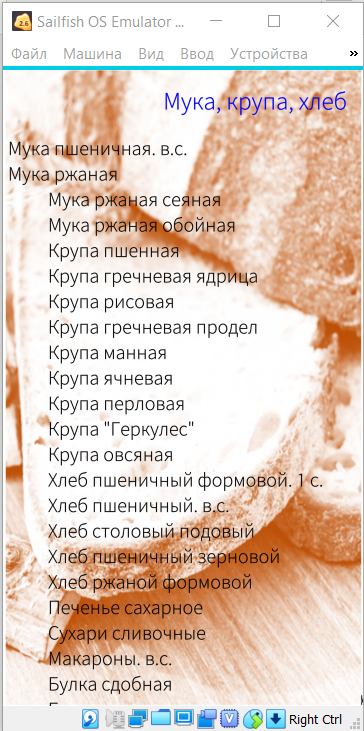 Sailfish OS Emulator ...
Файл Машина Вид Ввод Устройства »
Мука, крупа, хлеб
Мука пшеничная. в.с.
Мука ржаная
Мука ржаная сеяная
Мука ржаная обойная
Крупа пшенная
Крупа гречневая ядрица
Крупа рисовая
Крупа гречневая продел
Крупа манная
Крупа ячневая
Крупа перловая
Крупа "Геркулес"
Крупа овсяная
Хлеб пшеничный формовой. 1 с.
Хлеб пшеничный. в.с.
Хлеб столовый подовый
Хлеб пшеничный зерновой
Хлеб ржаной формовой
Печенье сахарное
Сухари сливочные
Макароны. в.с.
Булка сдобная
Right Ctrl